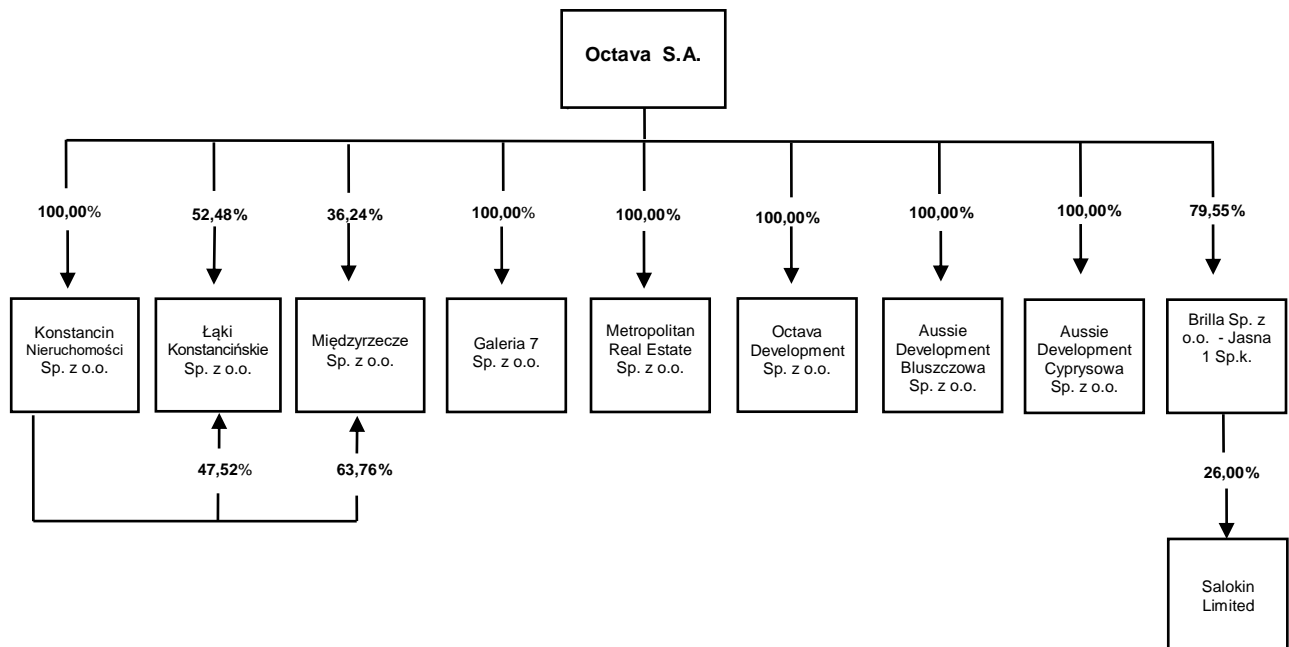 Octava S.A.
100,00%
52,48%
36,24%
100,00%
100,00%
100,00%
100,00%
100,00%
79,55%
Konstancin
Nieruchomości
Sp. z o.o.
Łąki
Konstancińskie
Sp. z o.o.
Międzyrzecze
Sp. z o.o.
Galeria 7
Sp. z o.o.
Metropolitan
Real Estate
Sp. z o.o.
Octava
Development
Sp. z o.o.
Aussie
Development
Bluszczowa
Sp. z o.o.
Aussie
Development
Cyprysowa
Sp. z o.o.
Brilla Sp. z
o.o. - Jasna
1 Sp.k.
47,52%
63,76%
26,00%
Salokin
Limited